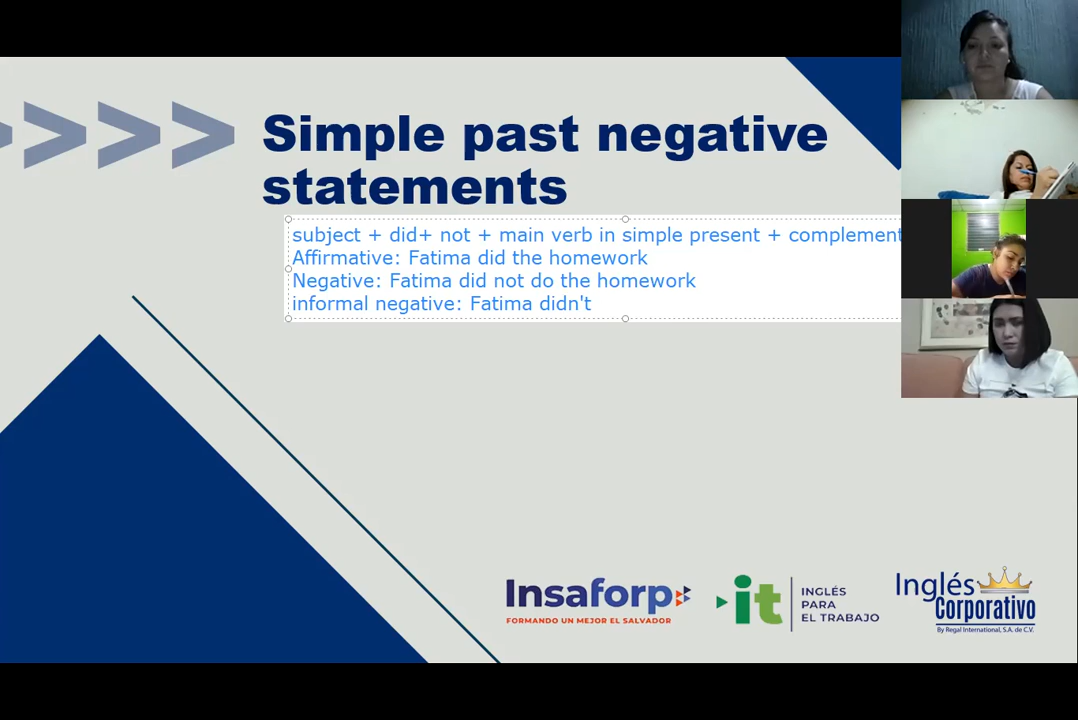 Simple past negative
statements
subject + did+ not + main verb in simple present + complement
Affirmative: Fatima did the homework
Negative: Fatima did not do the homework
informal negative: Fatima didn't
Insaforp
FORMANDO UN MEJOR EL SALVADOR
it
INGLÉS
PARA
EL TRABAJO
Inglés
Corporativo
By Regal International, S.A. de C.V.